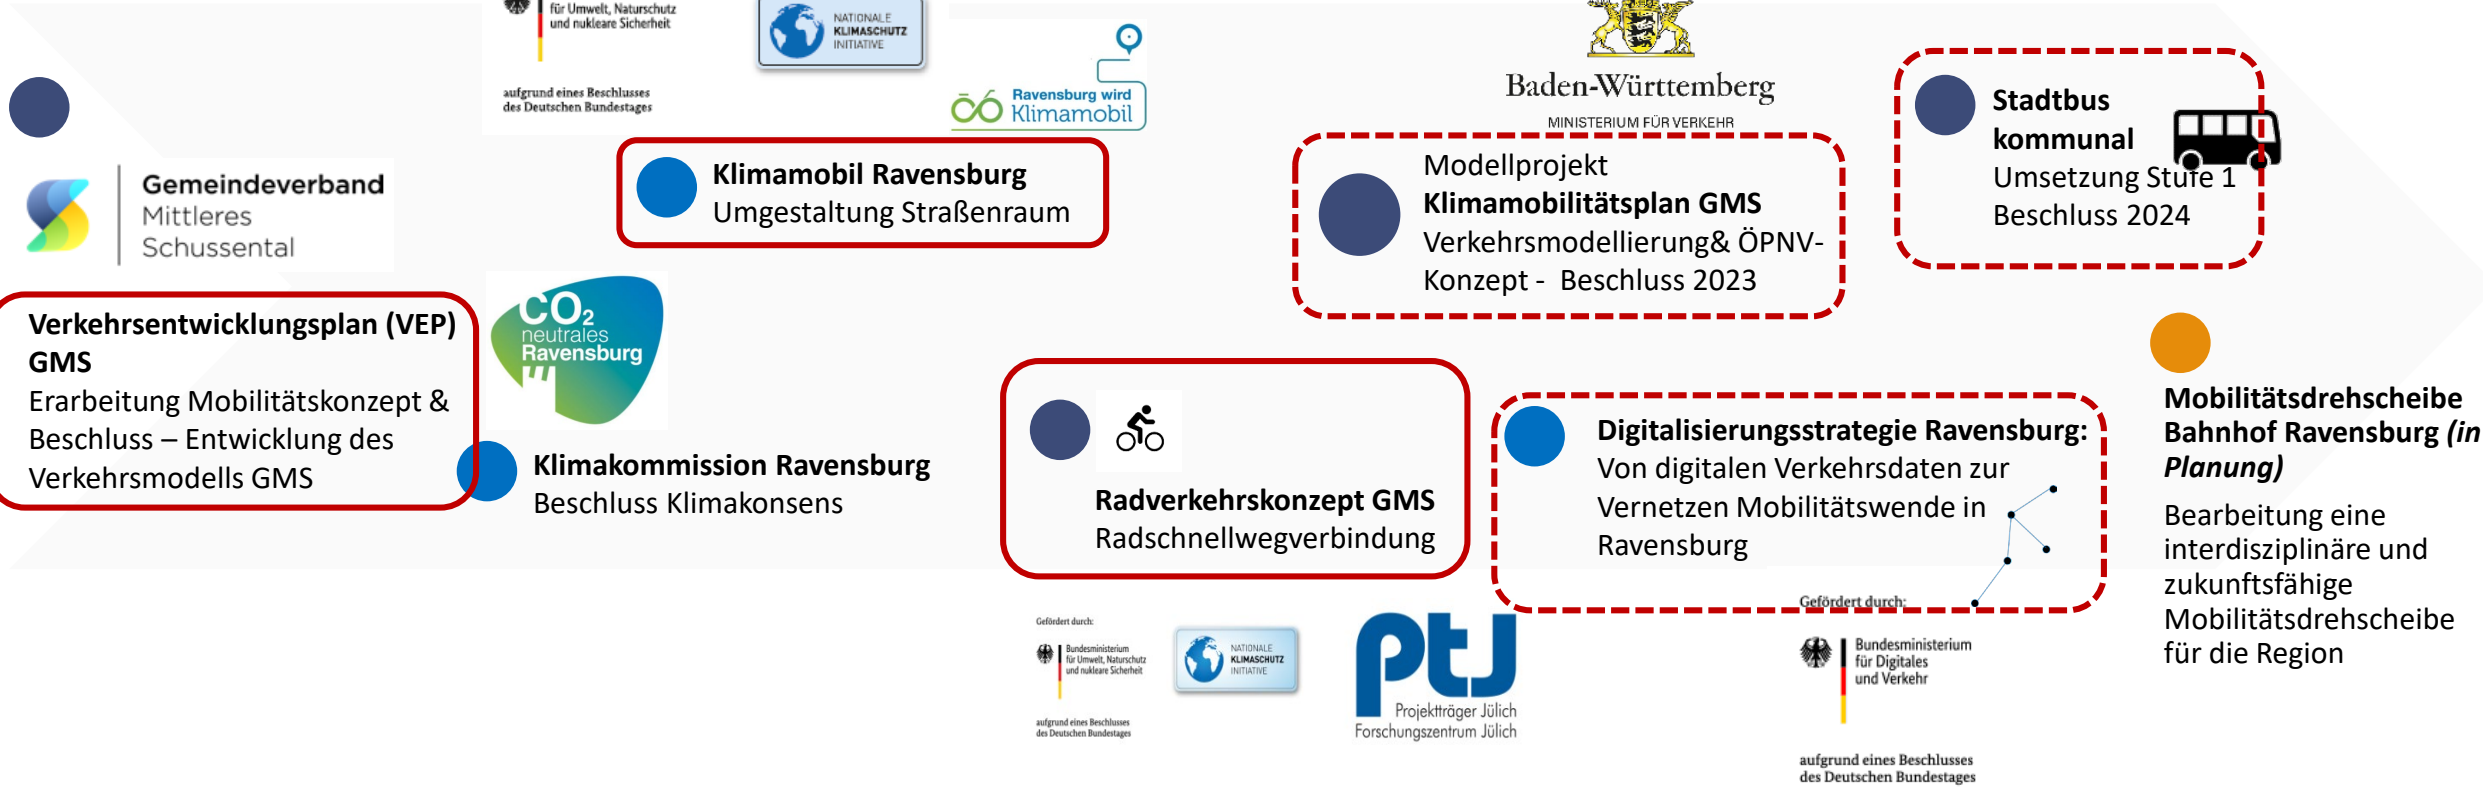 für Umwelt, Naturschutz
und nukleare Sicherheit
aufgrund eines Beschlusses
des Deutschen Bundestages
NATIONALE
KLIMASCHUTZ
INITIATIVE
Ravensburg wird
Klimamobil
Gemeindeverband
Mittleres
Schussental
Verkehrsentwicklungsplan (VEP)
GMS
Erarbeitung Mobilitätskonzept &
Beschluss – Entwicklung des
Verkehrsmodells GMS
Klimamobil Ravensburg
Umgestaltung Straßenraum
CO2
neutrales
Ravensburg
Klimakommission Ravensburg
Beschluss Klimakonsens
Radverkehrskonzept GMS
Radschnellwegverbindung
Gefördert durch:
Bundesministerium
für Umwelt, Naturschutz
und nukleare Sicherheit
aufgrund eines Beschlusses
des Deutschen Bundestages
NATIONALE
KLIMASCHUTZ
INITIATIVE
ptJ
Projektträger Jülich
Forschungszentrum Jülich
Baden-Württemberg
MINISTERIUM FÜR VERKEHR
Modellprojekt
Klimamobilitätsplan GMS
Verkehrsmodellierung& ÖPNV-
Konzept - Beschluss 2023
Digitalisierungsstrategie Ravensburg:
Von digitalen Verkehrsdaten zur
Vernetzen Mobilitätswende in
Ravensburg
Gefördert durch:
Bundesministerium
für Digitales
und Verkehr
aufgrund eines Beschlusses
des Deutschen Bundestages
Stadtbus
kommunal
Umsetzung Stufe 1
Beschluss 2024
Mobilitätsdrehscheibe
Bahnhof Ravensburg (in
Planung)
Bearbeitung eine
interdisziplinäre und
zukunftsfähige
Mobilitätsdrehscheibe
für die Region